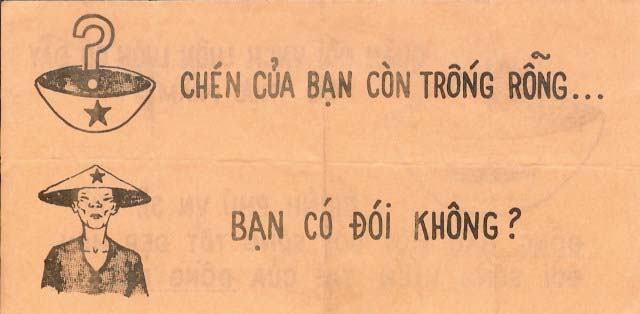 CHÉN CỦA BẠN CÒN TRỐNG RỖNG...
BẠN CÓ ĐÓI KHÔNG ?